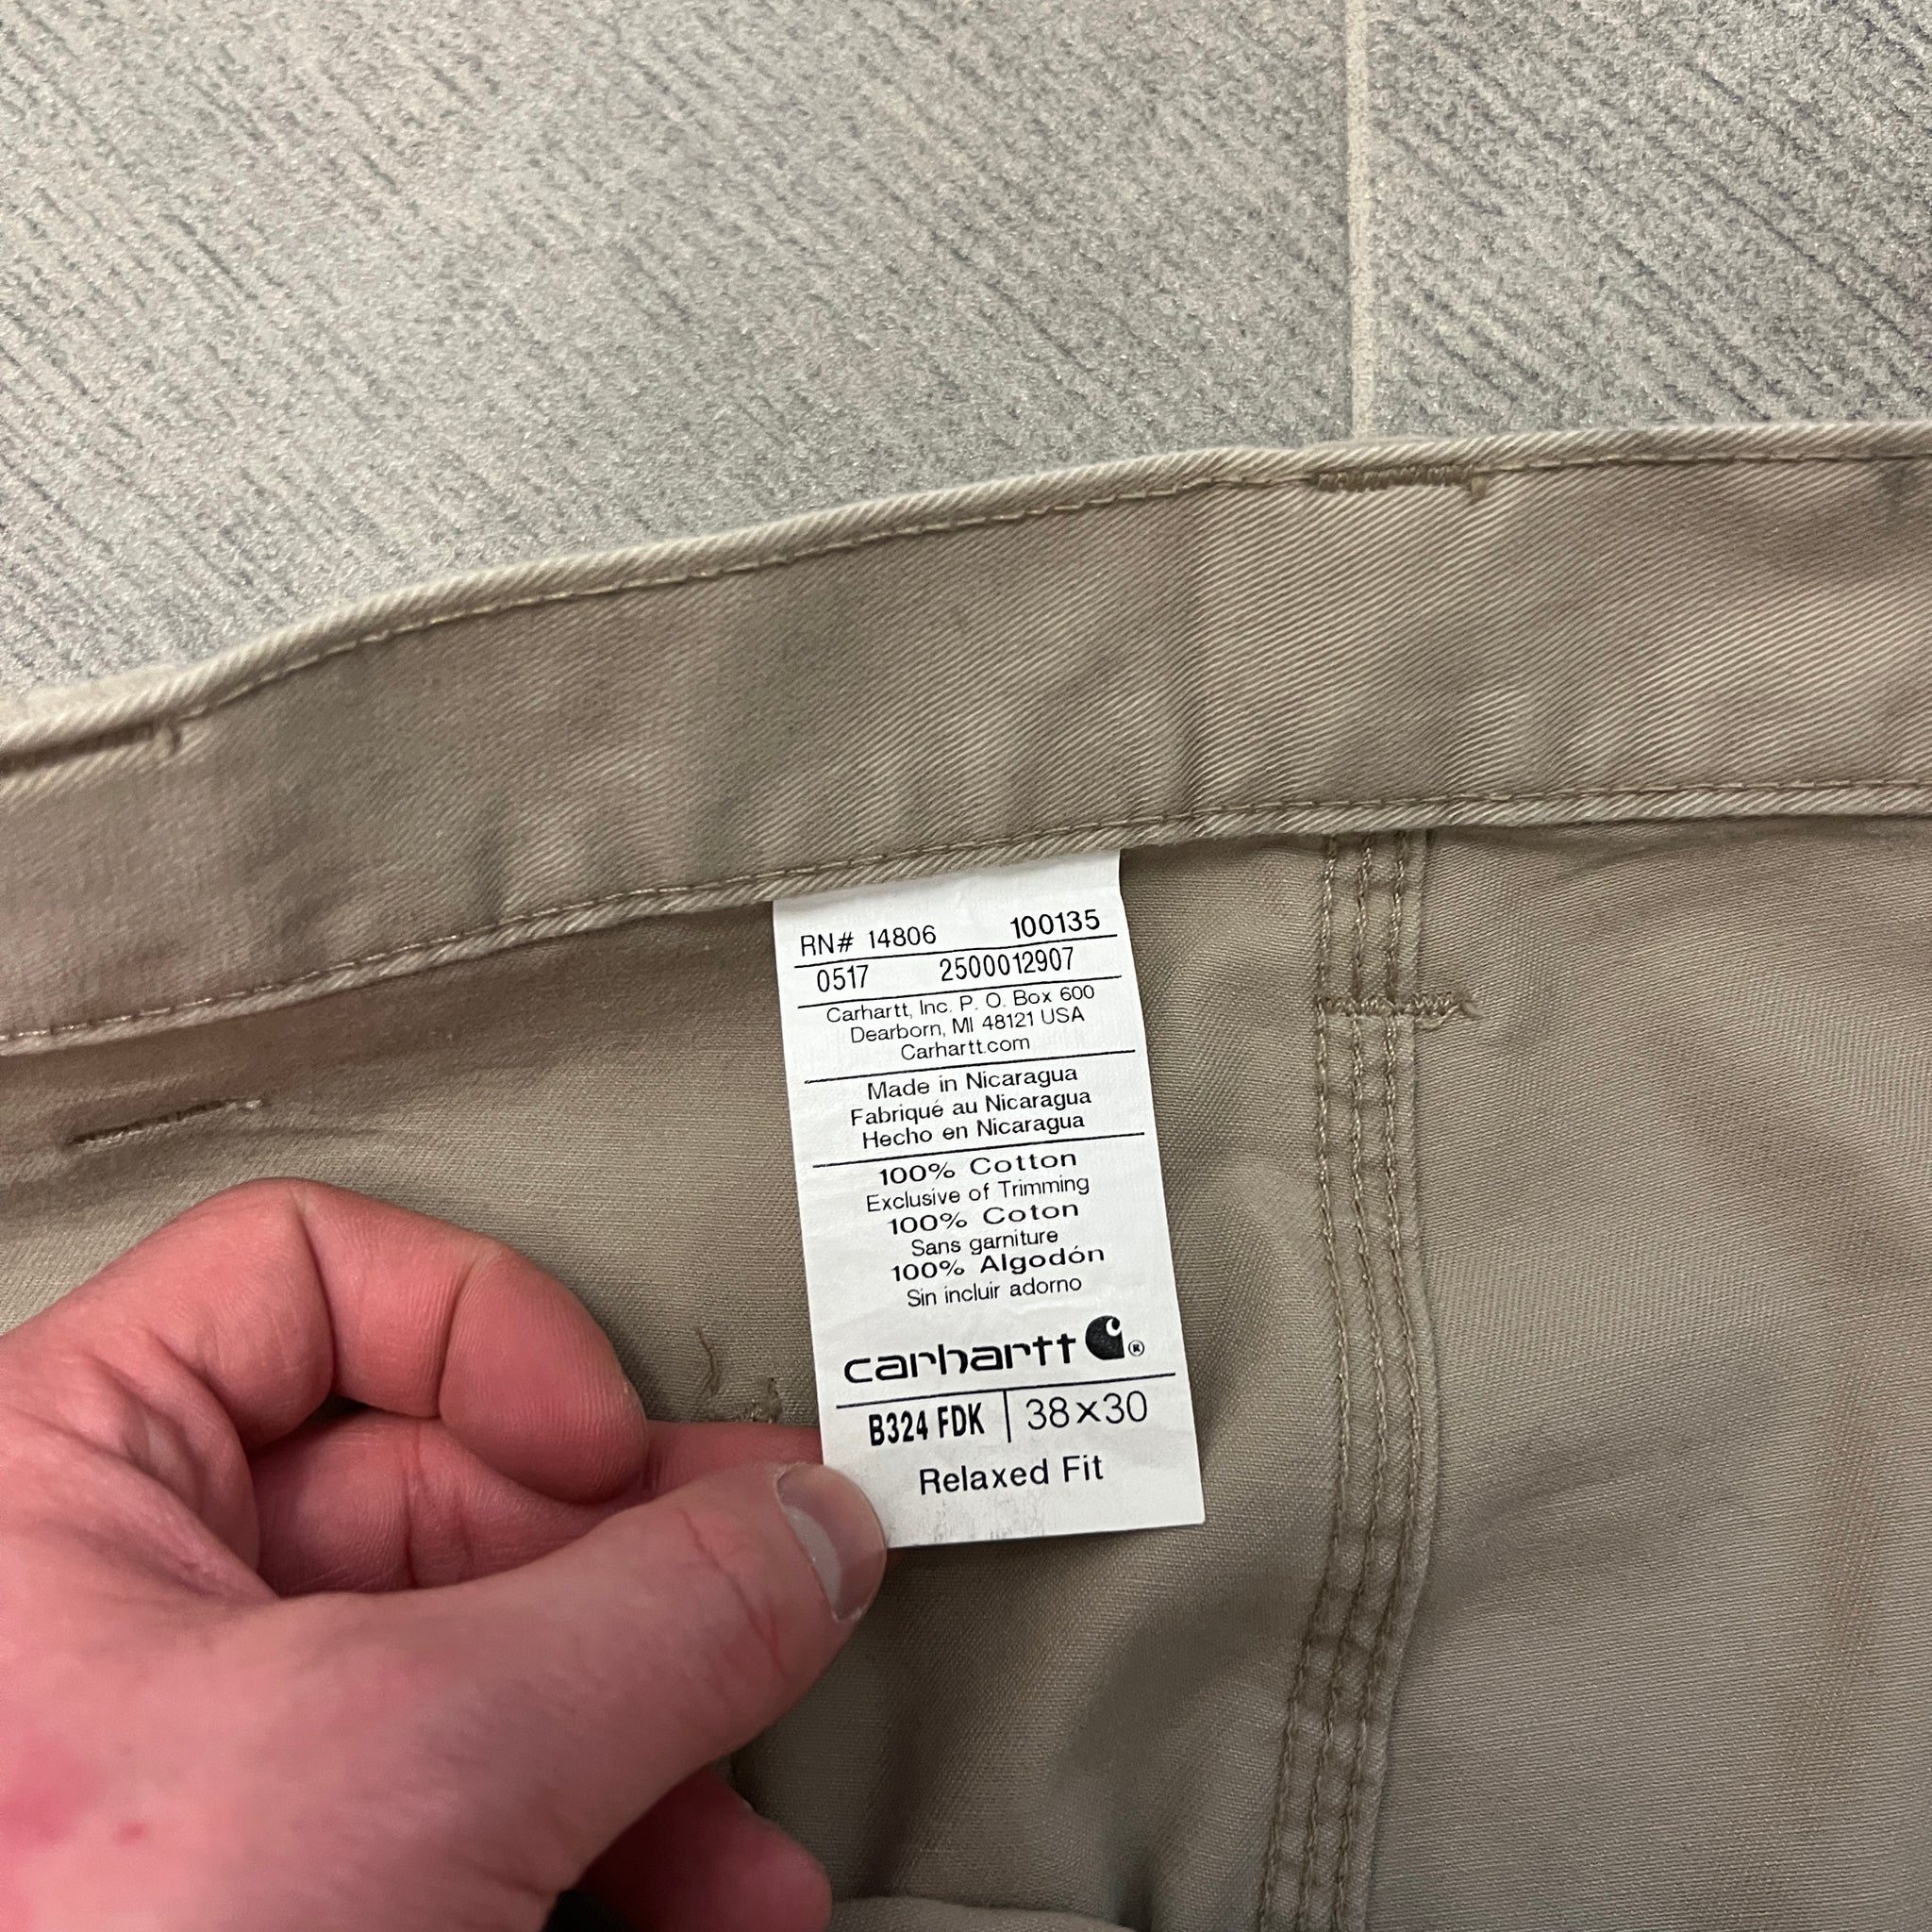 RN# 14806 100135
0517 2500012907
Carhartt, Inc. P. O. Box 600
Dearborn, MI 48121 USA
Carhartt.com
Made in Nicaragua
Fabriqué au Nicaragua
Hecho en Nicaragua
100% Cotton
Exclusive of Trimming
100% Coton
Sans garniture
100% Algodón
Sin incluir adorno
carhartt ®
B324 FDK 38×30
Relaxed Fit